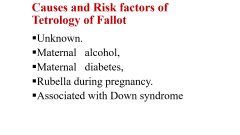 Causes and Risk factors of
Tetrology of Fallot
▪Unknown.
▪Maternal alcohol,
▪Maternal diabetes,
▪Rubella during pregnancy.
▪Associated with Down syndrome